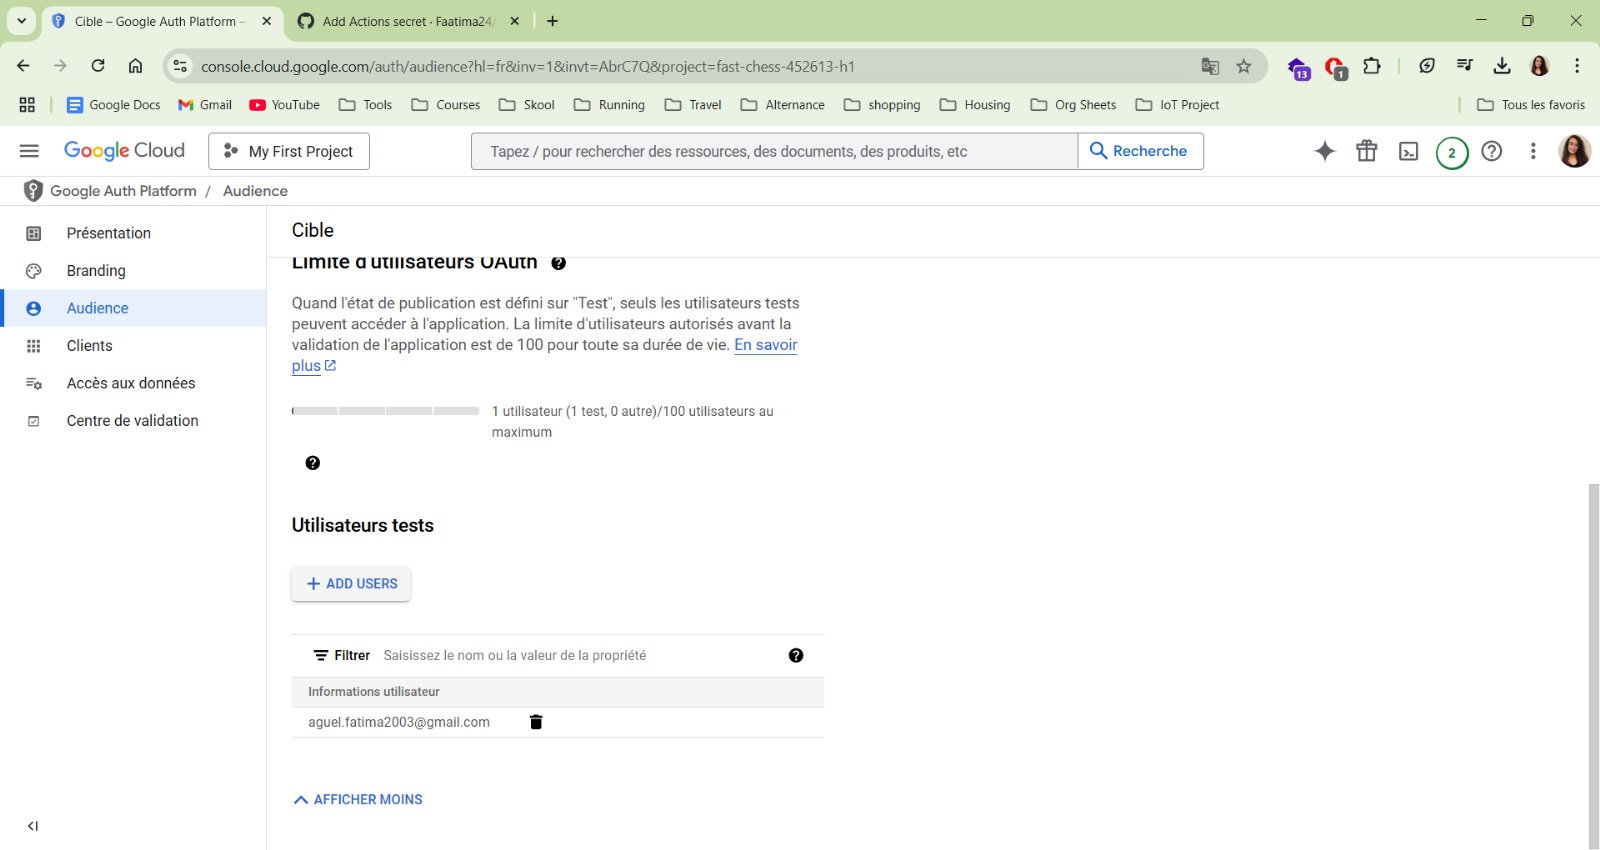 Cible – Google Auth Platform –
Add Actions secret · Faatima24/
console.cloud.google.com/auth/audience?hl=fr&inv=1&invt=AbrC7Q&project=fast-chess-452613-h1
13
1
Google Docs
Gmail
YouTube
Tools
Courses
Skool
Running
Travel
Alternance
shopping
Housing
Org Sheets
IoT Project
Tous les favoris
Google Cloud
My First Project
Tapez / pour rechercher des ressources, des documents, des produits, etc
Recherche
2
Google Auth Platform / Audience
Présentation
Branding
Audience
Clients
Accès aux données
Centre de validation
Cible
Limite d'utilisateurs OAuth
Quand l'état de publication est défini sur "Test", seuls les utilisateurs tests
peuvent accéder à l'application. La limite d'utilisateurs autorisés avant la
validation de l'application est de 100 pour toute sa durée de vie. En savoir
plus
1 utilisateur (1 test, 0 autre)/100 utilisateurs au
maximum
Utilisateurs tests
+ ADD USERS
Filtrer Saisissez le nom ou la valeur de la propriété
Informations utilisateur
aguel.fatima2003@gmail.com
AFFICHER MOINS